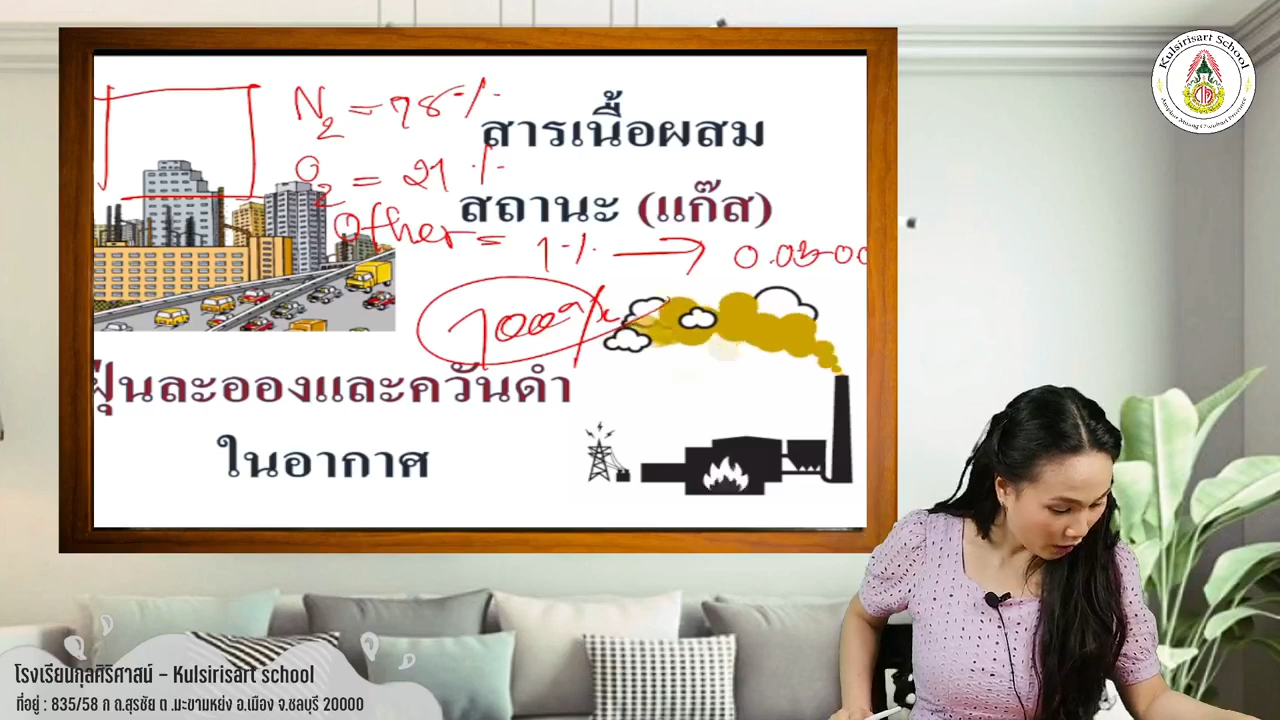 N2 = 78 %
สารเนื้อผสม
O2 = 21 %
สถานะ (แก๊ส)
Other = 1 %
100%
ฝุ่นละอองและควันดำ
ในอากาศ
Kulsirisart School
โรงเรียนกุลศิริศาสน์ - Kulsirisart school
ที่อยู่ : 835/58 ก ถ.สุรชัย ต .มะขามหย่ง อ.เมือง จ.ชลบุรี 20000